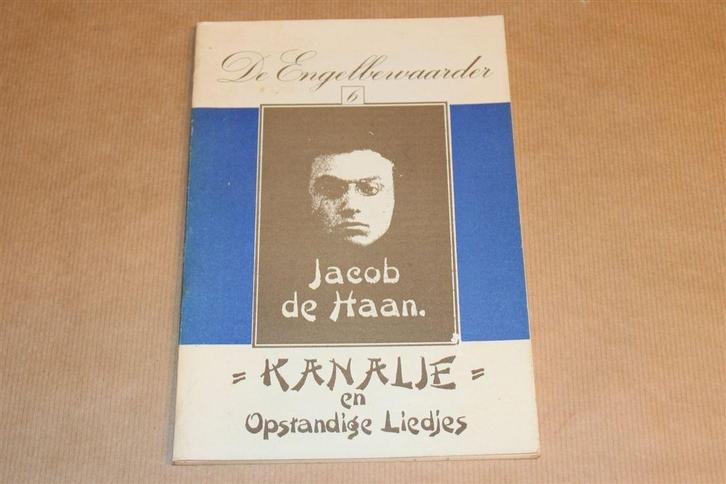 De Engelbewaarder
6
Jacob
de Haan.
= KANALJE =
en
Opstandige Liedjes